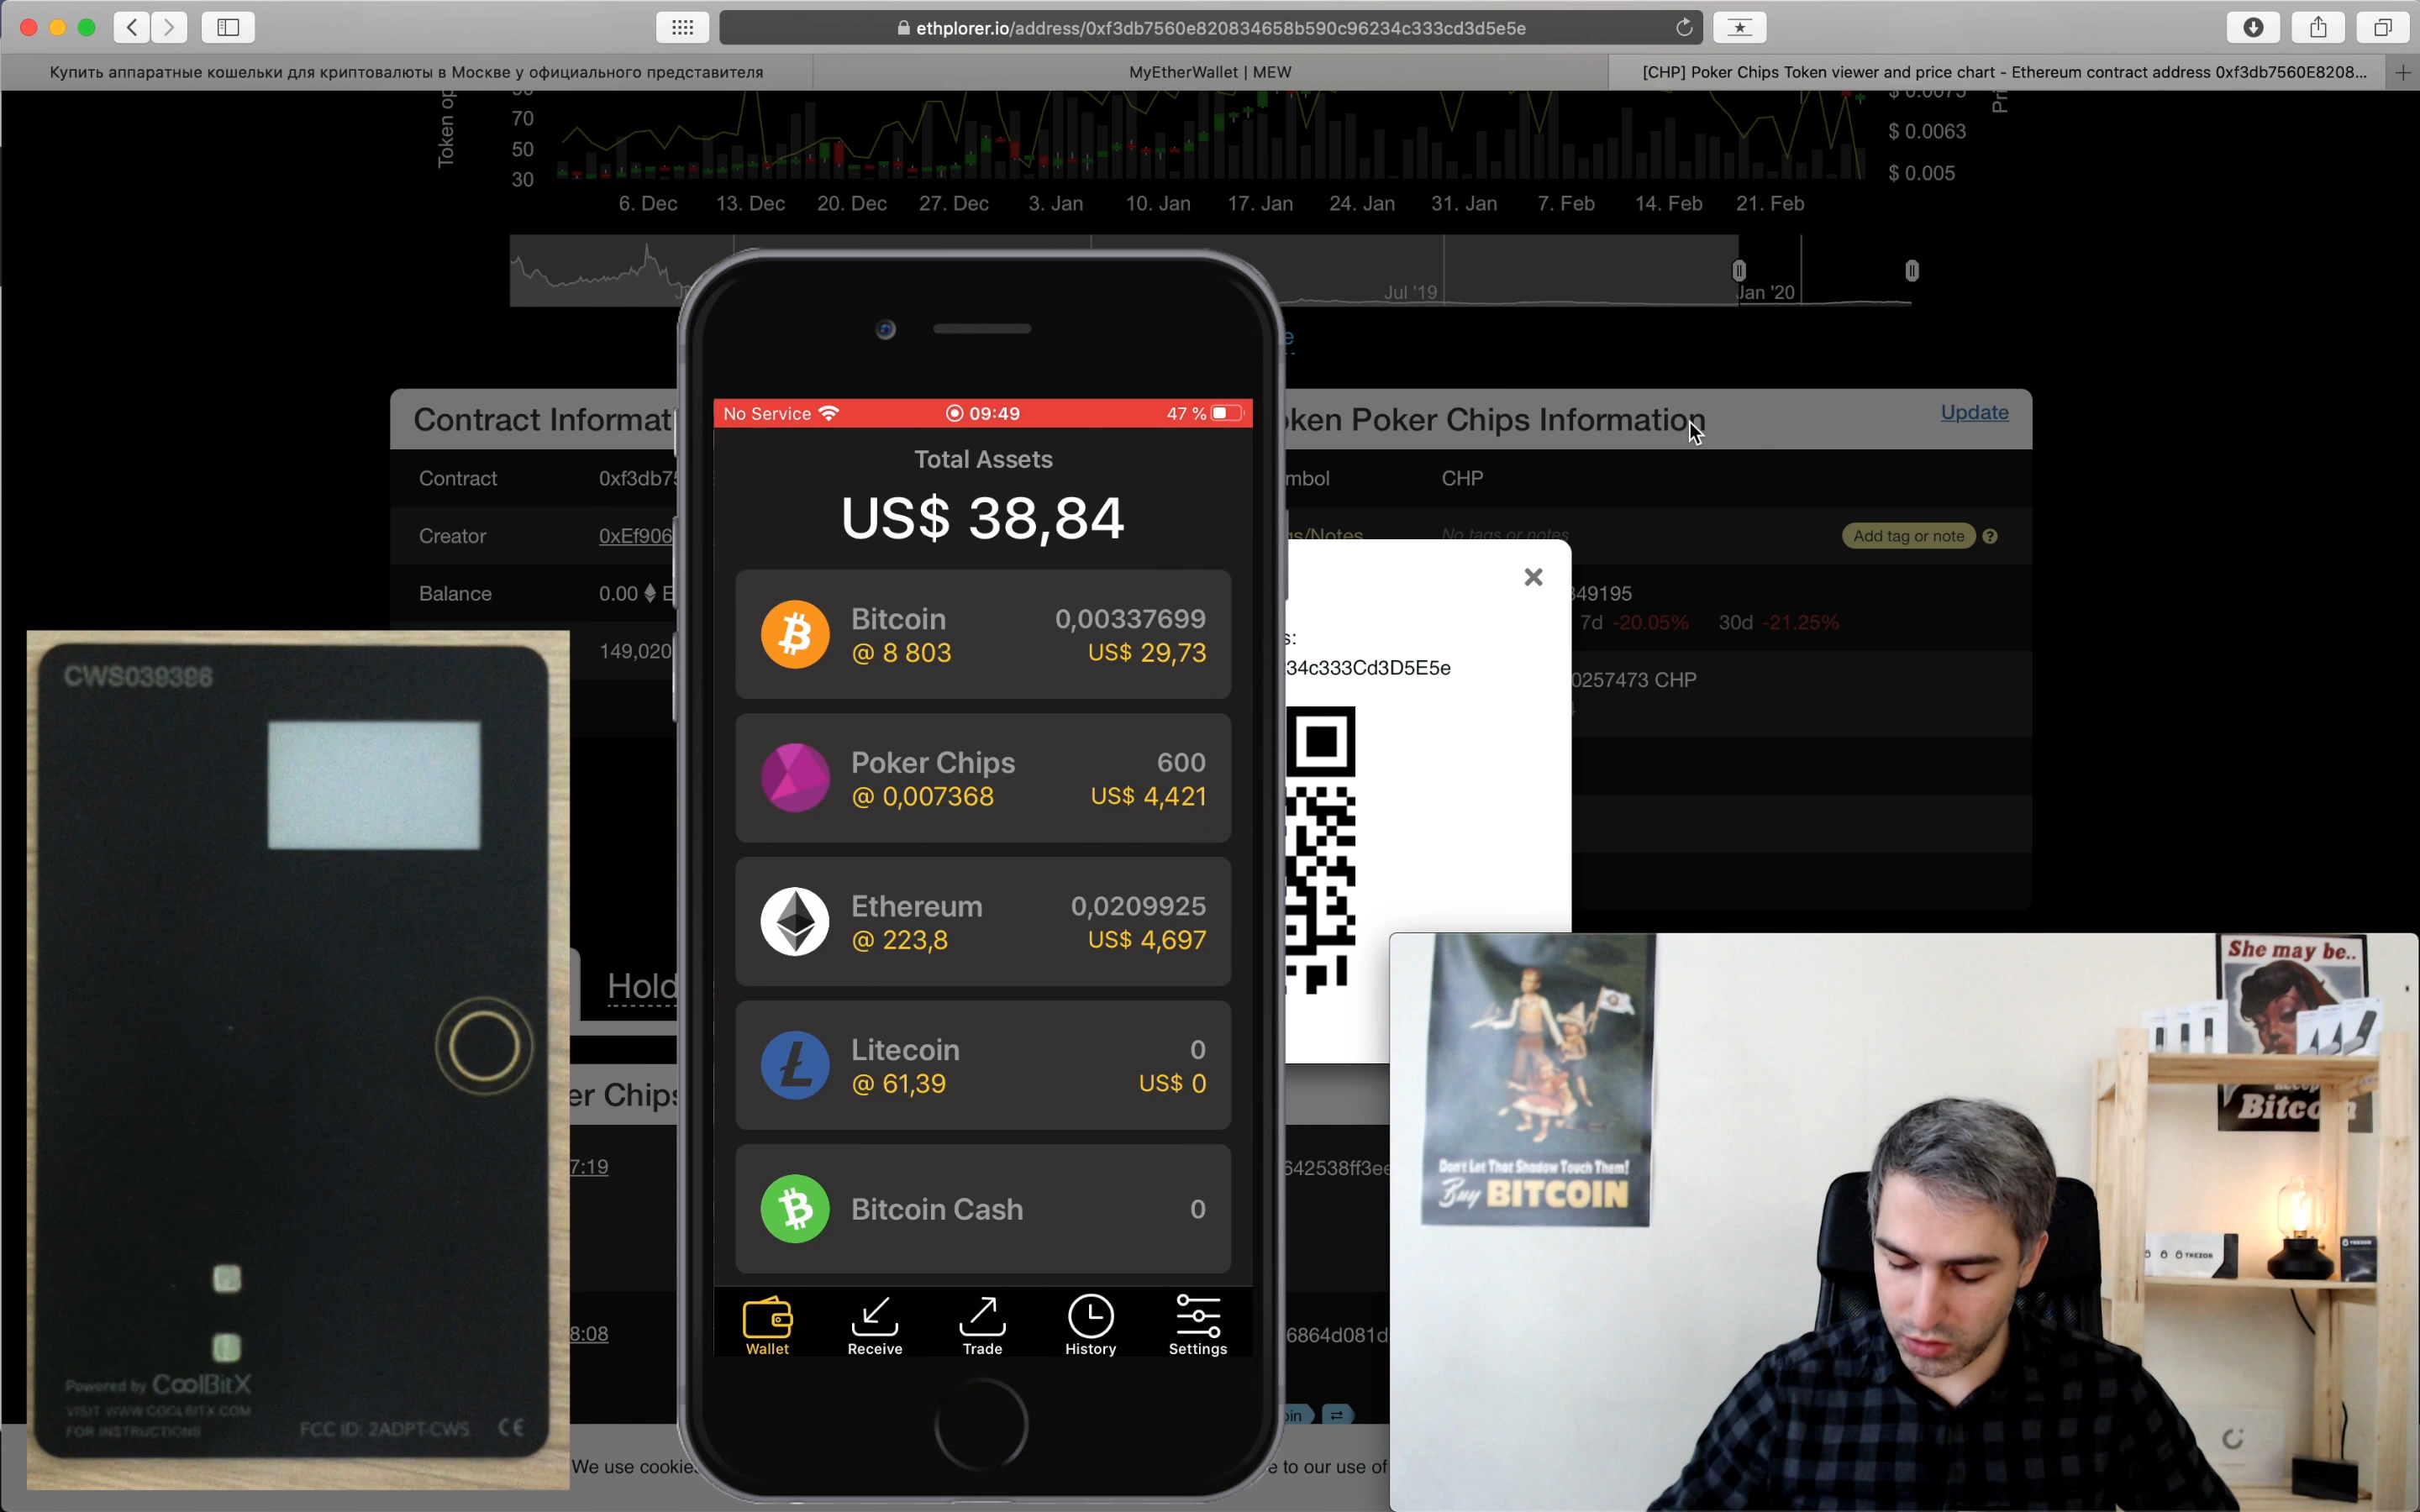 ethplorer.io/address/0xf3db7560e820834658b590c96234c333cd3d5e5e
Купить аппаратные кошельки для криптовалюты в Москве у официального представителя
MyEtherWallet | MEW
[CHP] Poker Chips Token viewer and price chart - Ethereum contract address 0xf3db7560E8208...
Token op
70
50
30
$ 0.0075
$ 0.0063
$ 0.005
6. Dec
13. Dec
20. Dec
27. Dec
3. Jan
10. Jan
17. Jan
24. Jan
31. Jan
7. Feb
14. Feb
21. Feb
Jul '19
Jan '20
Contract Informat
ken Poker Chips Information
Update
Contract
0xf3db75
mbol
CHP
Creator
0xEf906
gs/Notes
No tags or notes
Add tag or note
?
Balance
0.00
349195
7d -20.05%
30d -21.25%
149,020
0257473 CHP
s:
34c333Cd3D5E5e
Hold
er Chips
7:19
642538ff3ee
8:08
6864d081d
oin
We use cookie
e to our use of
No Service
09:49
47 %
Total Assets
US$ 38,84
Bitcoin
0,00337699
@ 8 803
US$ 29,73
Poker Chips
600
@ 0,007368
US$ 4,421
Ethereum
0,0209925
@ 223,8
US$ 4,697
Litecoin
0
@ 61,39
US$ 0
Bitcoin Cash
0
Wallet
Receive
Trade
History
Settings
CWS039396
Powered by CoolBitX
VISIT WWW.COOLBITX.COM
FOR INSTRUCTIONS
FCC ID: 2ADPT-CWS
CE
Don't Let That Shadow Touch Them!
Buy BITCOIN
She may be..
TREZOR